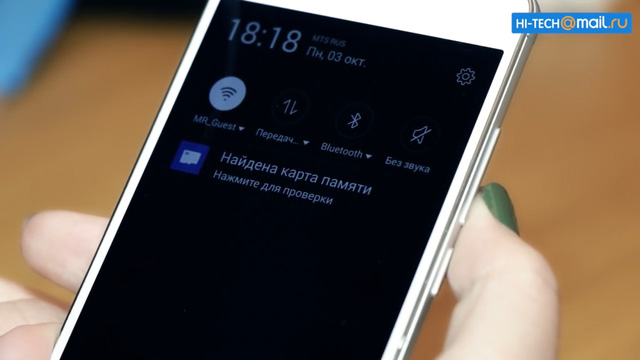 HI-TECH@mail.ru
18:18
MTS RUS
Пн, 03 окт.
MR_Guest
Передач...
Bluetooth
Без звука
Найдена карта памяти
Нажмите для проверки